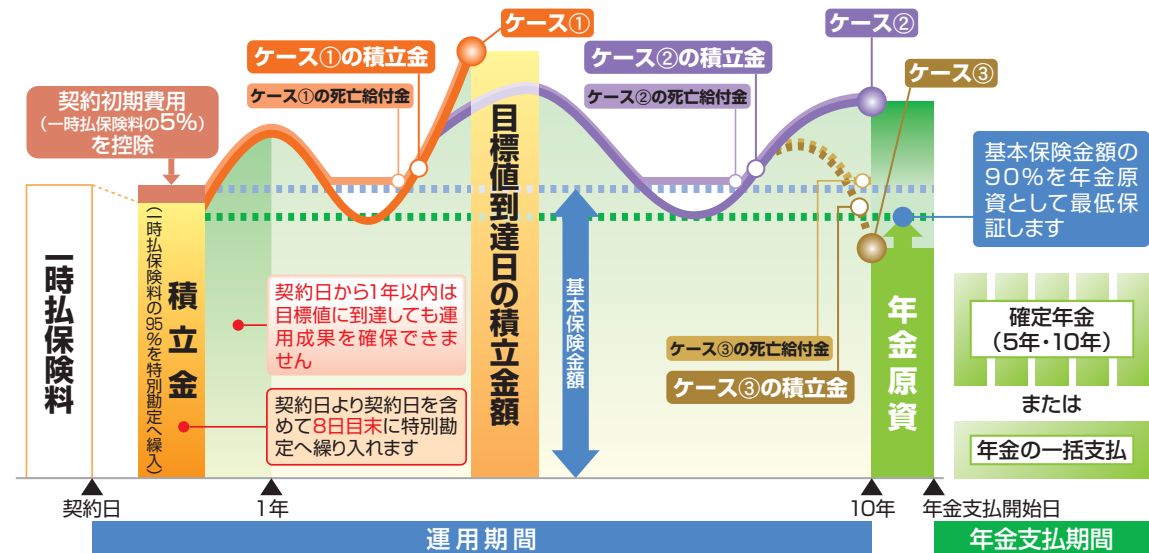 ケース①
ケース②
ケース①の積立金
ケース②の積立金
ケース③
ケース①の死亡給付金
ケース②の死亡給付金
契約初期費用
（一時払保険料の5%）
を控除
基本保険金額の
90%を年金原
資として最低保
証します
一時払保険料
積立金
（一時払保険料の95%を特別勘定へ繰入）
目標値到達日の積立金額
契約日から1年以内は
目標値に到達しても運
用成果を確保できま
せん
契約日より契約日を含
めて8日目末に特別勘
定へ繰り入れます
基本保険金額
ケース③の死亡給付金
ケース③の積立金
年金原資
確定年金
（5年・10年）
または
年金の一括支払
契約日
1年
10年
年金支払開始日
運用期間
年金支払期間